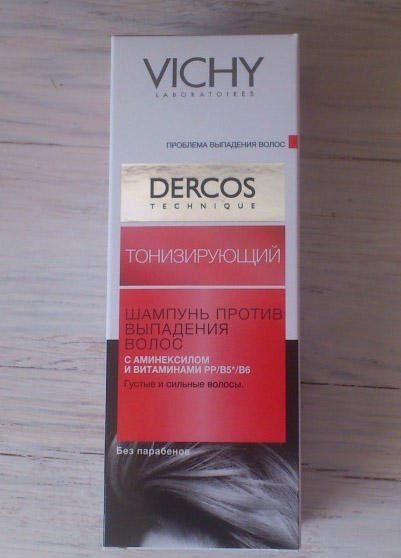 VICHY
LABORATOIRES
ПРОБЛЕМА ВЫПАДЕНИЯ ВОЛОС
DERCOS
TECHNIQUE
ТОНИЗИРУЮЩИЙ
ШАМПУНЬ ПРОТИВ
ВЫПАДЕНИЯ
ВОЛОС
С АМИНЕКСИЛОМ
И ВИТАМИНАМИ PP/B5*/B6
Густые и сильные волосы.
Без парабенов